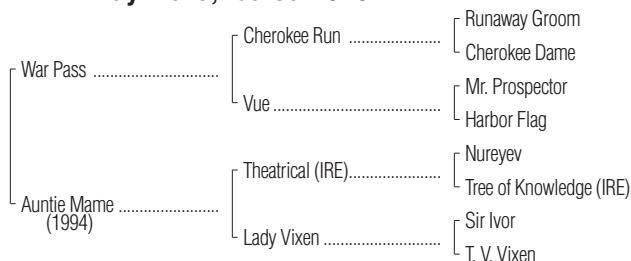 Runaway Groom
Cherokee Run ....................
Cherokee Dame
War Pass ..............................
Mr. Prospector
Vue ........................................
Harbor Flag
Nureyev
Theatrical (IRE)......................
Tree of Knowledge (IRE)
Auntie Mame ........................
(1994)
Sir Ivor
Lady Vixen ...........................
T. V. Vixen